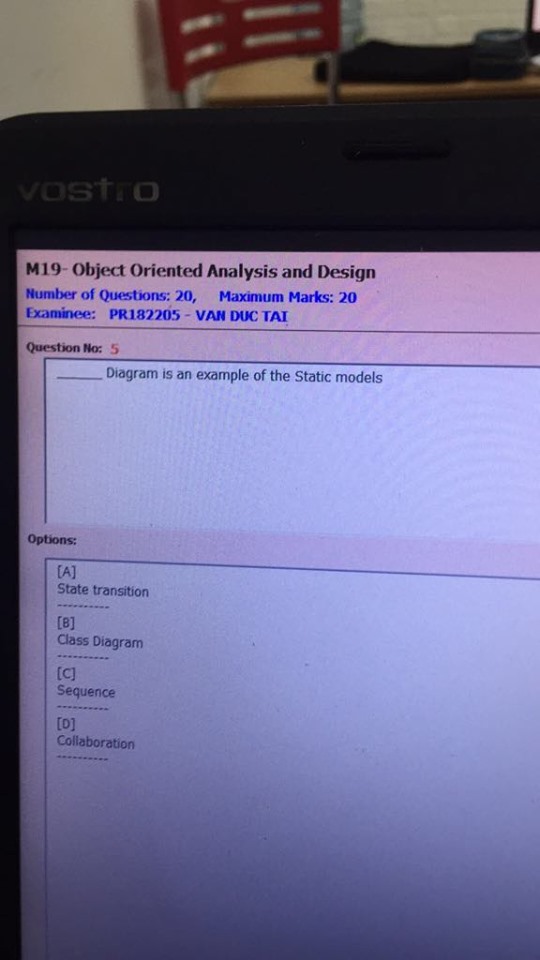 vostro
M19- Object Oriented Analysis and Design
Number of Questions: 20, Maximum Marks: 20
Examinee: PR182205 - VAN DUC TAI
Question No: 5
______ Diagram is an example of the Static models
Options:
[A]
State transition
----------
[B]
Class Diagram
----------
[C]
Sequence
----------
[D]
Collaboration
----------